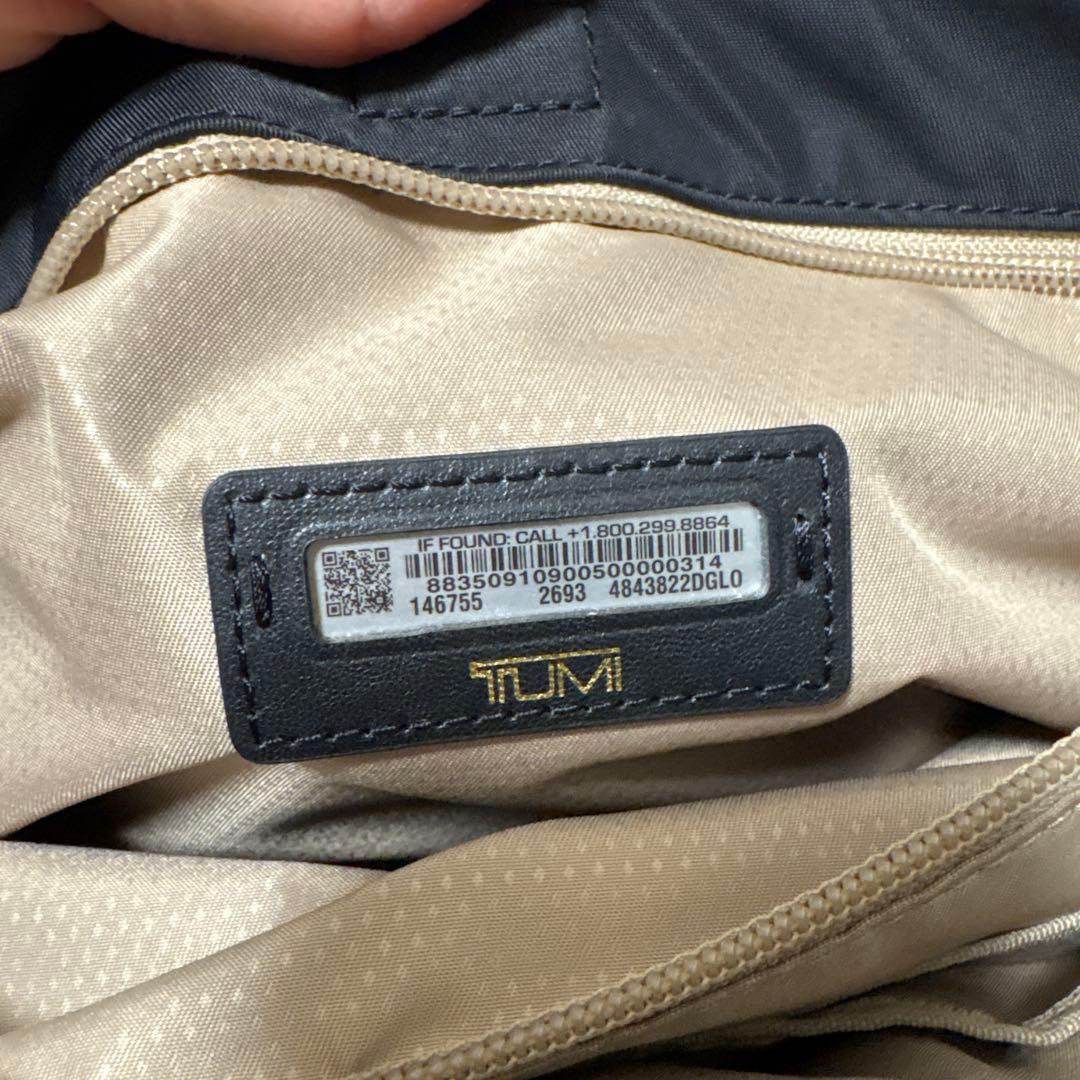 IF FOUND: CALL +1.800.299.8864
88350910900500000314
146755 2693 4843822DGLO
TUMI